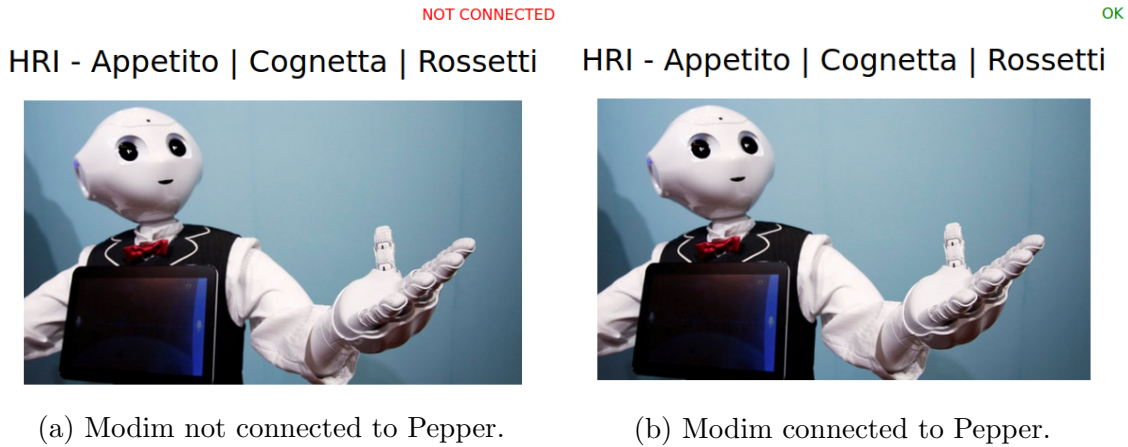 NOT CONNECTED
HRI - Appetito | Cognetta | Rossetti
(a) Modim not connected to Pepper.
OK
HRI - Appetito | Cognetta | Rossetti
(b) Modim connected to Pepper.